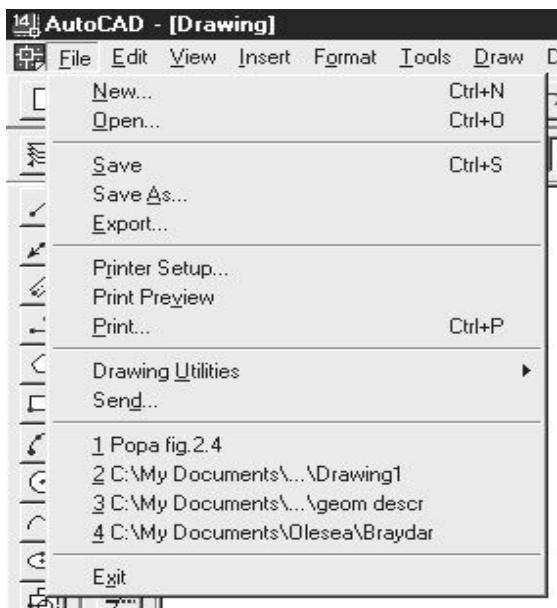 14 AutoCAD - [Drawing]
File Edit View Insert Format Tools Draw D
New... Ctrl+N
Open... Ctrl+O
Save Ctrl+S
Save As...
Export...
Printer Setup...
Print Preview
Print... Ctrl+P
Drawing Utilities
Send...
1 Popa fig.2.4
2 C:\My Documents\...\Drawing1
3 C:\My Documents\...\geom descr
4 C:\My Documents\Olesea\Braydar
Exit